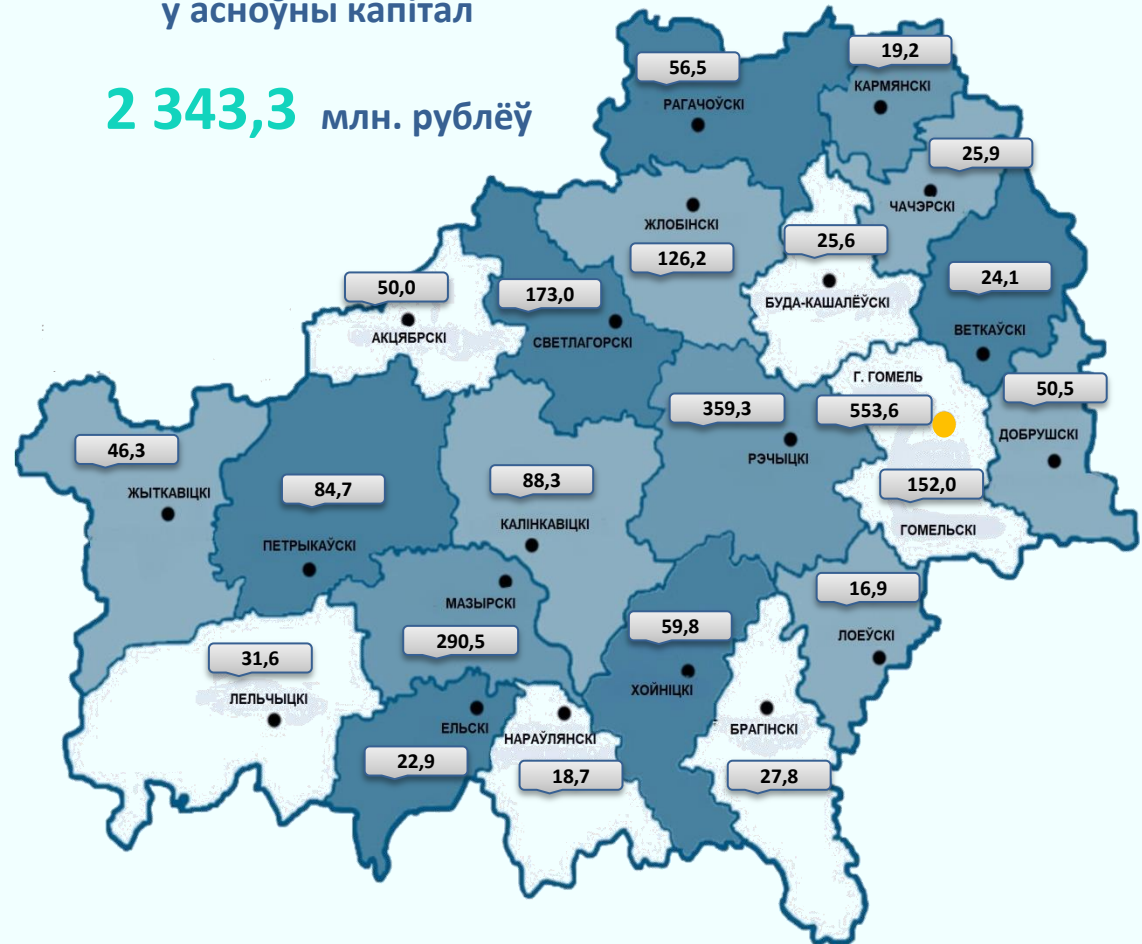 у асноўны капітал
2 343,3 млн. рублёў
19,2
КАРМЯНСКІ
56,5
РАГАЧОЎСКІ
25,9
ЧАЧЭРСКІ
ЖЛОБІНСКІ
126,2
25,6
БУДА-КАШАЛЁЎСКІ
24,1
ВЕТКАЎСКІ
50,0
АКЦЯБРСКІ
173,0
СВЕТЛАГОРСКІ
Г. ГОМЕЛЬ
553,6
50,5
ДОБРУШСКІ
359,3
РЭЧЫЦКІ
46,3
ЖЫТКАВІЦКІ
84,7
ПЕТРЫКАЎСКІ
88,3
КАЛІНКАВІЦКІ
152,0
ГОМЕЛЬСКІ
МАЗЫРСКІ
290,5
16,9
ЛОЕЎСКІ
59,8
ХОЙНІЦКІ
31,6
ЛЕЛЬЧЫЦКІ
ЕЛЬСКІ
22,9
НАРАЎЛЯНСКІ
18,7
БРАГІНСКІ
27,8